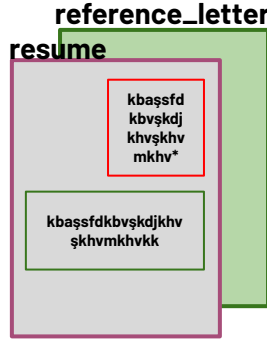 reference_letter
resume
kbaşsfd
kbvşkdj
khvşkhv
mkhv*
kbaşsfdkbvşkdjkhv
şkhvmkhvkk